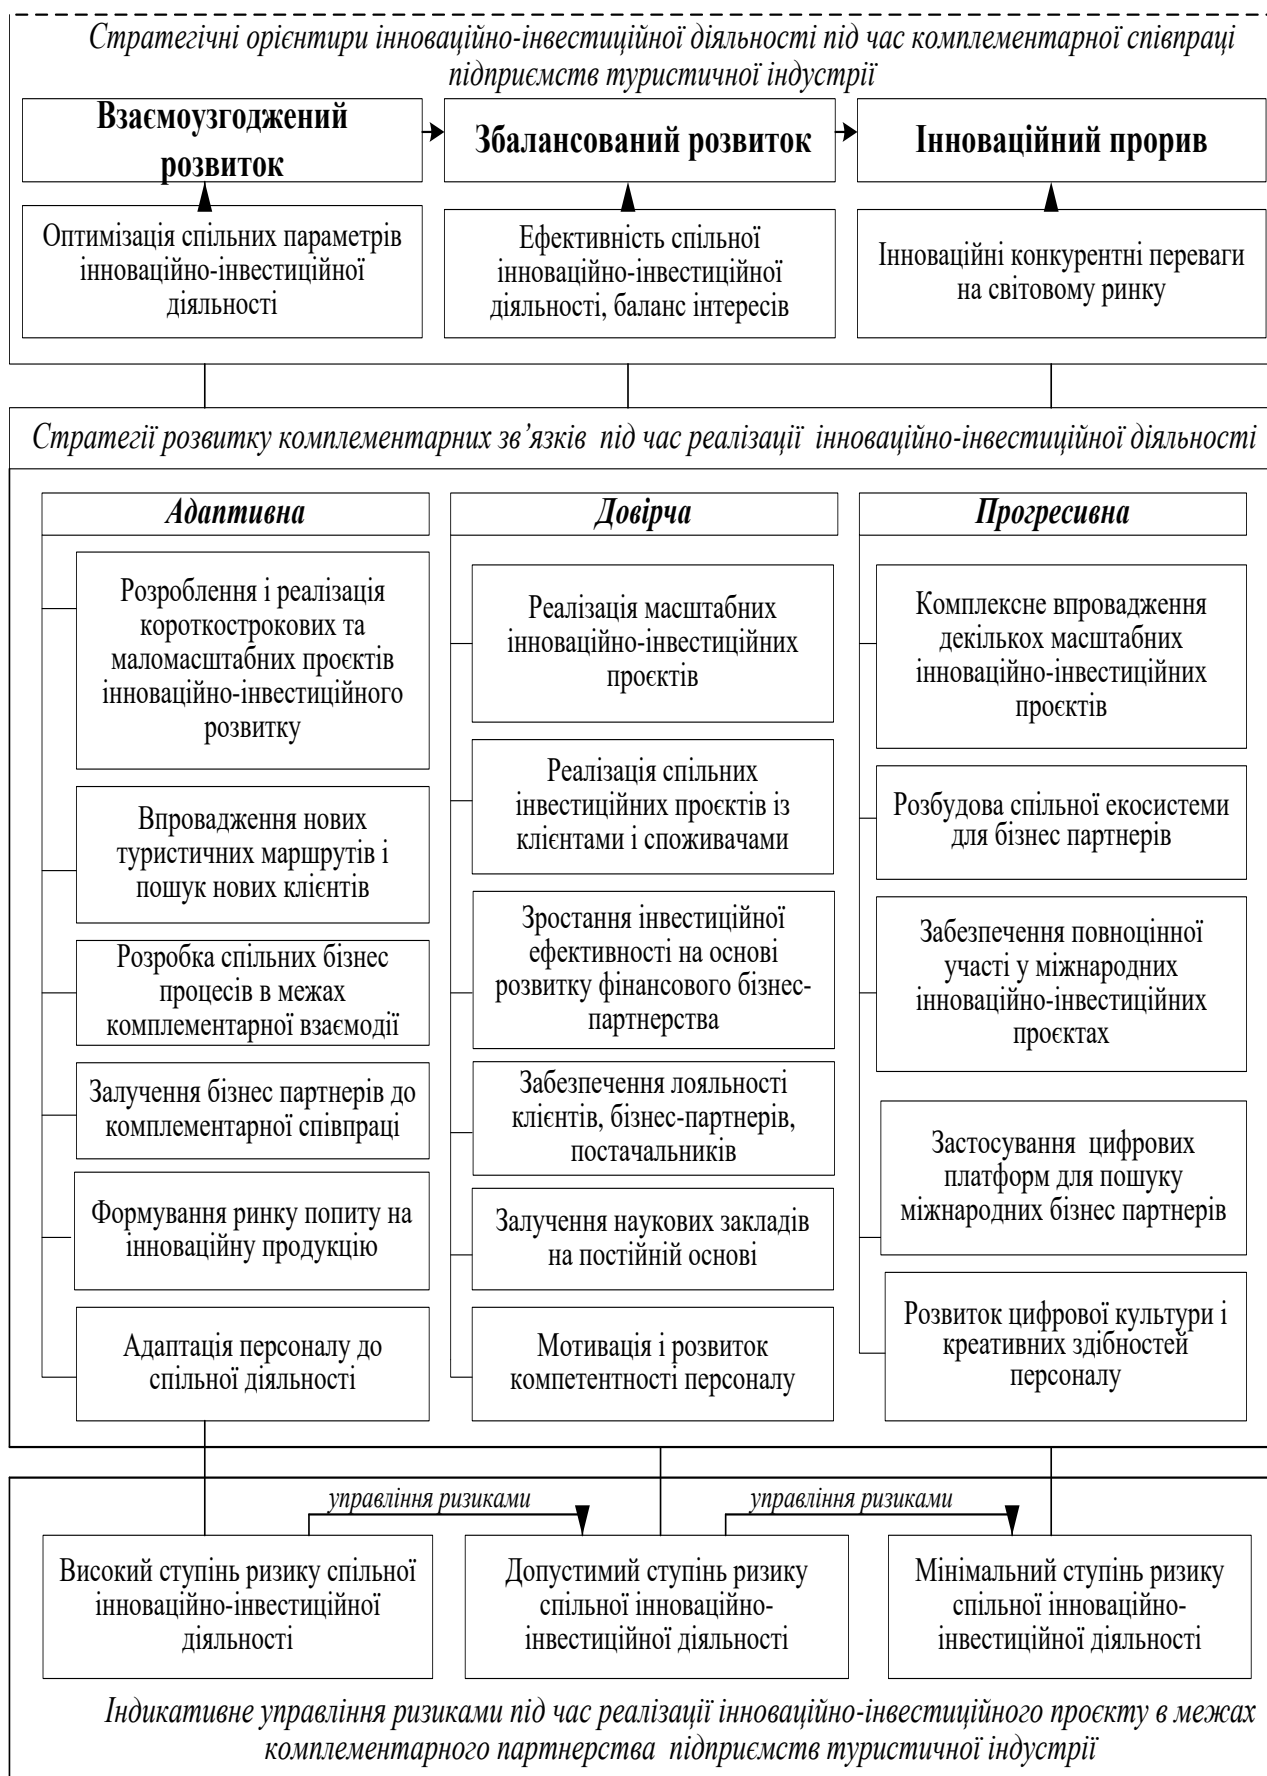 Стратегічні орієнтири інноваційно-інвестиційної діяльності під час комплементарної співпраці
підприємств туристичної індустрії
Взаємоузгоджений
розвиток
Збалансований розвиток
Інноваційний прорив
Оптимізація спільних параметрів
інноваційно-інвестиційної
діяльності
Ефективність спільної
інноваційно-інвестиційної
діяльності, баланс інтересів
Інноваційні конкурентні переваги
на світовому ринку
Стратегії розвитку комплементарних зв’язків під час реалізації інноваційно-інвестиційної діяльності
Адаптивна
Розроблення і реалізація
короткострокових та
маломасштабних проєктів
інноваційно-інвестиційного
розвитку
Впровадження нових
туристичних маршрутів і
пошук нових клієнтів
Розробка спільних бізнес
процесів в межах
комплементарної взаємодії
Залучення бізнес партнерів до
комплементарної співпраці
Формування ринку попиту на
інноваційну продукцію
Адаптація персоналу до
спільної діяльності
Довірча
Реалізація масштабних
інноваційно-інвестиційних
проєктів
Реалізація спільних
інвестиційних проєктів із
клієнтами і споживачами
Зростання інвестиційної
ефективності на основі
розвитку фінансового бізнес-
партнерства
Забезпечення лояльності
клієнтів, бізнес-партнерів,
постачальників
Залучення наукових закладів
на постійній основі
Мотивація і розвиток
компетентності персоналу
Прогресивна
Комплексне впровадження
декількох масштабних
інноваційно-інвестиційних
проєктів
Розбудова спільної екосистеми
для бізнес партнерів
Забезпечення повноцінної
участі у міжнародних
інноваційно-інвестиційних
проєктах
Застосування цифрових
платформ для пошуку
міжнародних бізнес партнерів
Розвиток цифрової культури і
креативних здібностей
персоналу
управління ризиками
управління ризиками
Високий ступінь ризику спільної
інноваційно-інвестиційної
діяльності
Допустимий ступінь ризику
спільної інноваційно-
інвестиційної діяльності
Мінімальний ступінь ризику
спільної інноваційно-
інвестиційної діяльності
Індикативне управління ризиками під час реалізації інноваційно-інвестиційного проєкту в межах
комплементарного партнерства підприємств туристичної індустрії